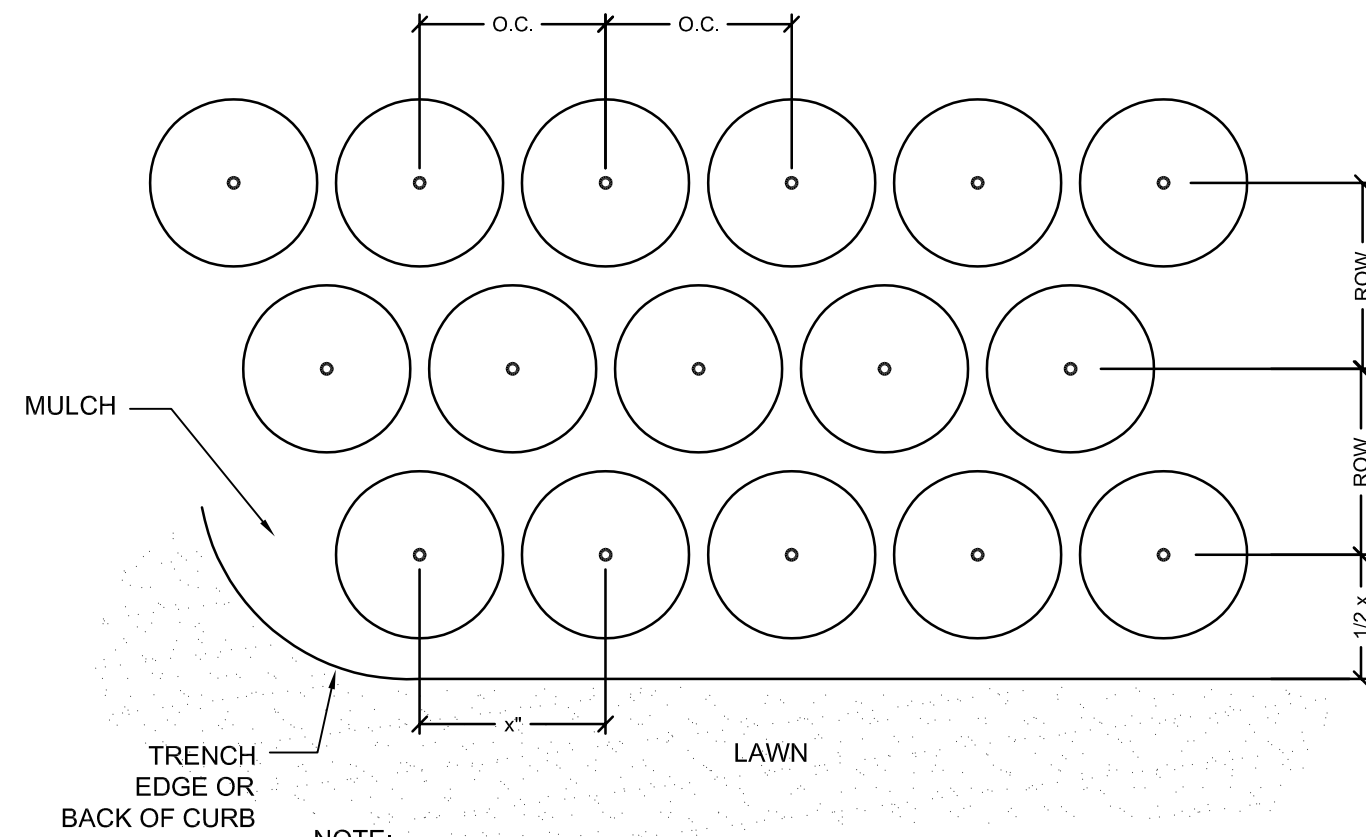 O.C.
O.C.
ROW
MULCH
ROW
1/2 x
x"
LAWN
TRENCH
EDGE OR
BACK OF CURB
NOTE: